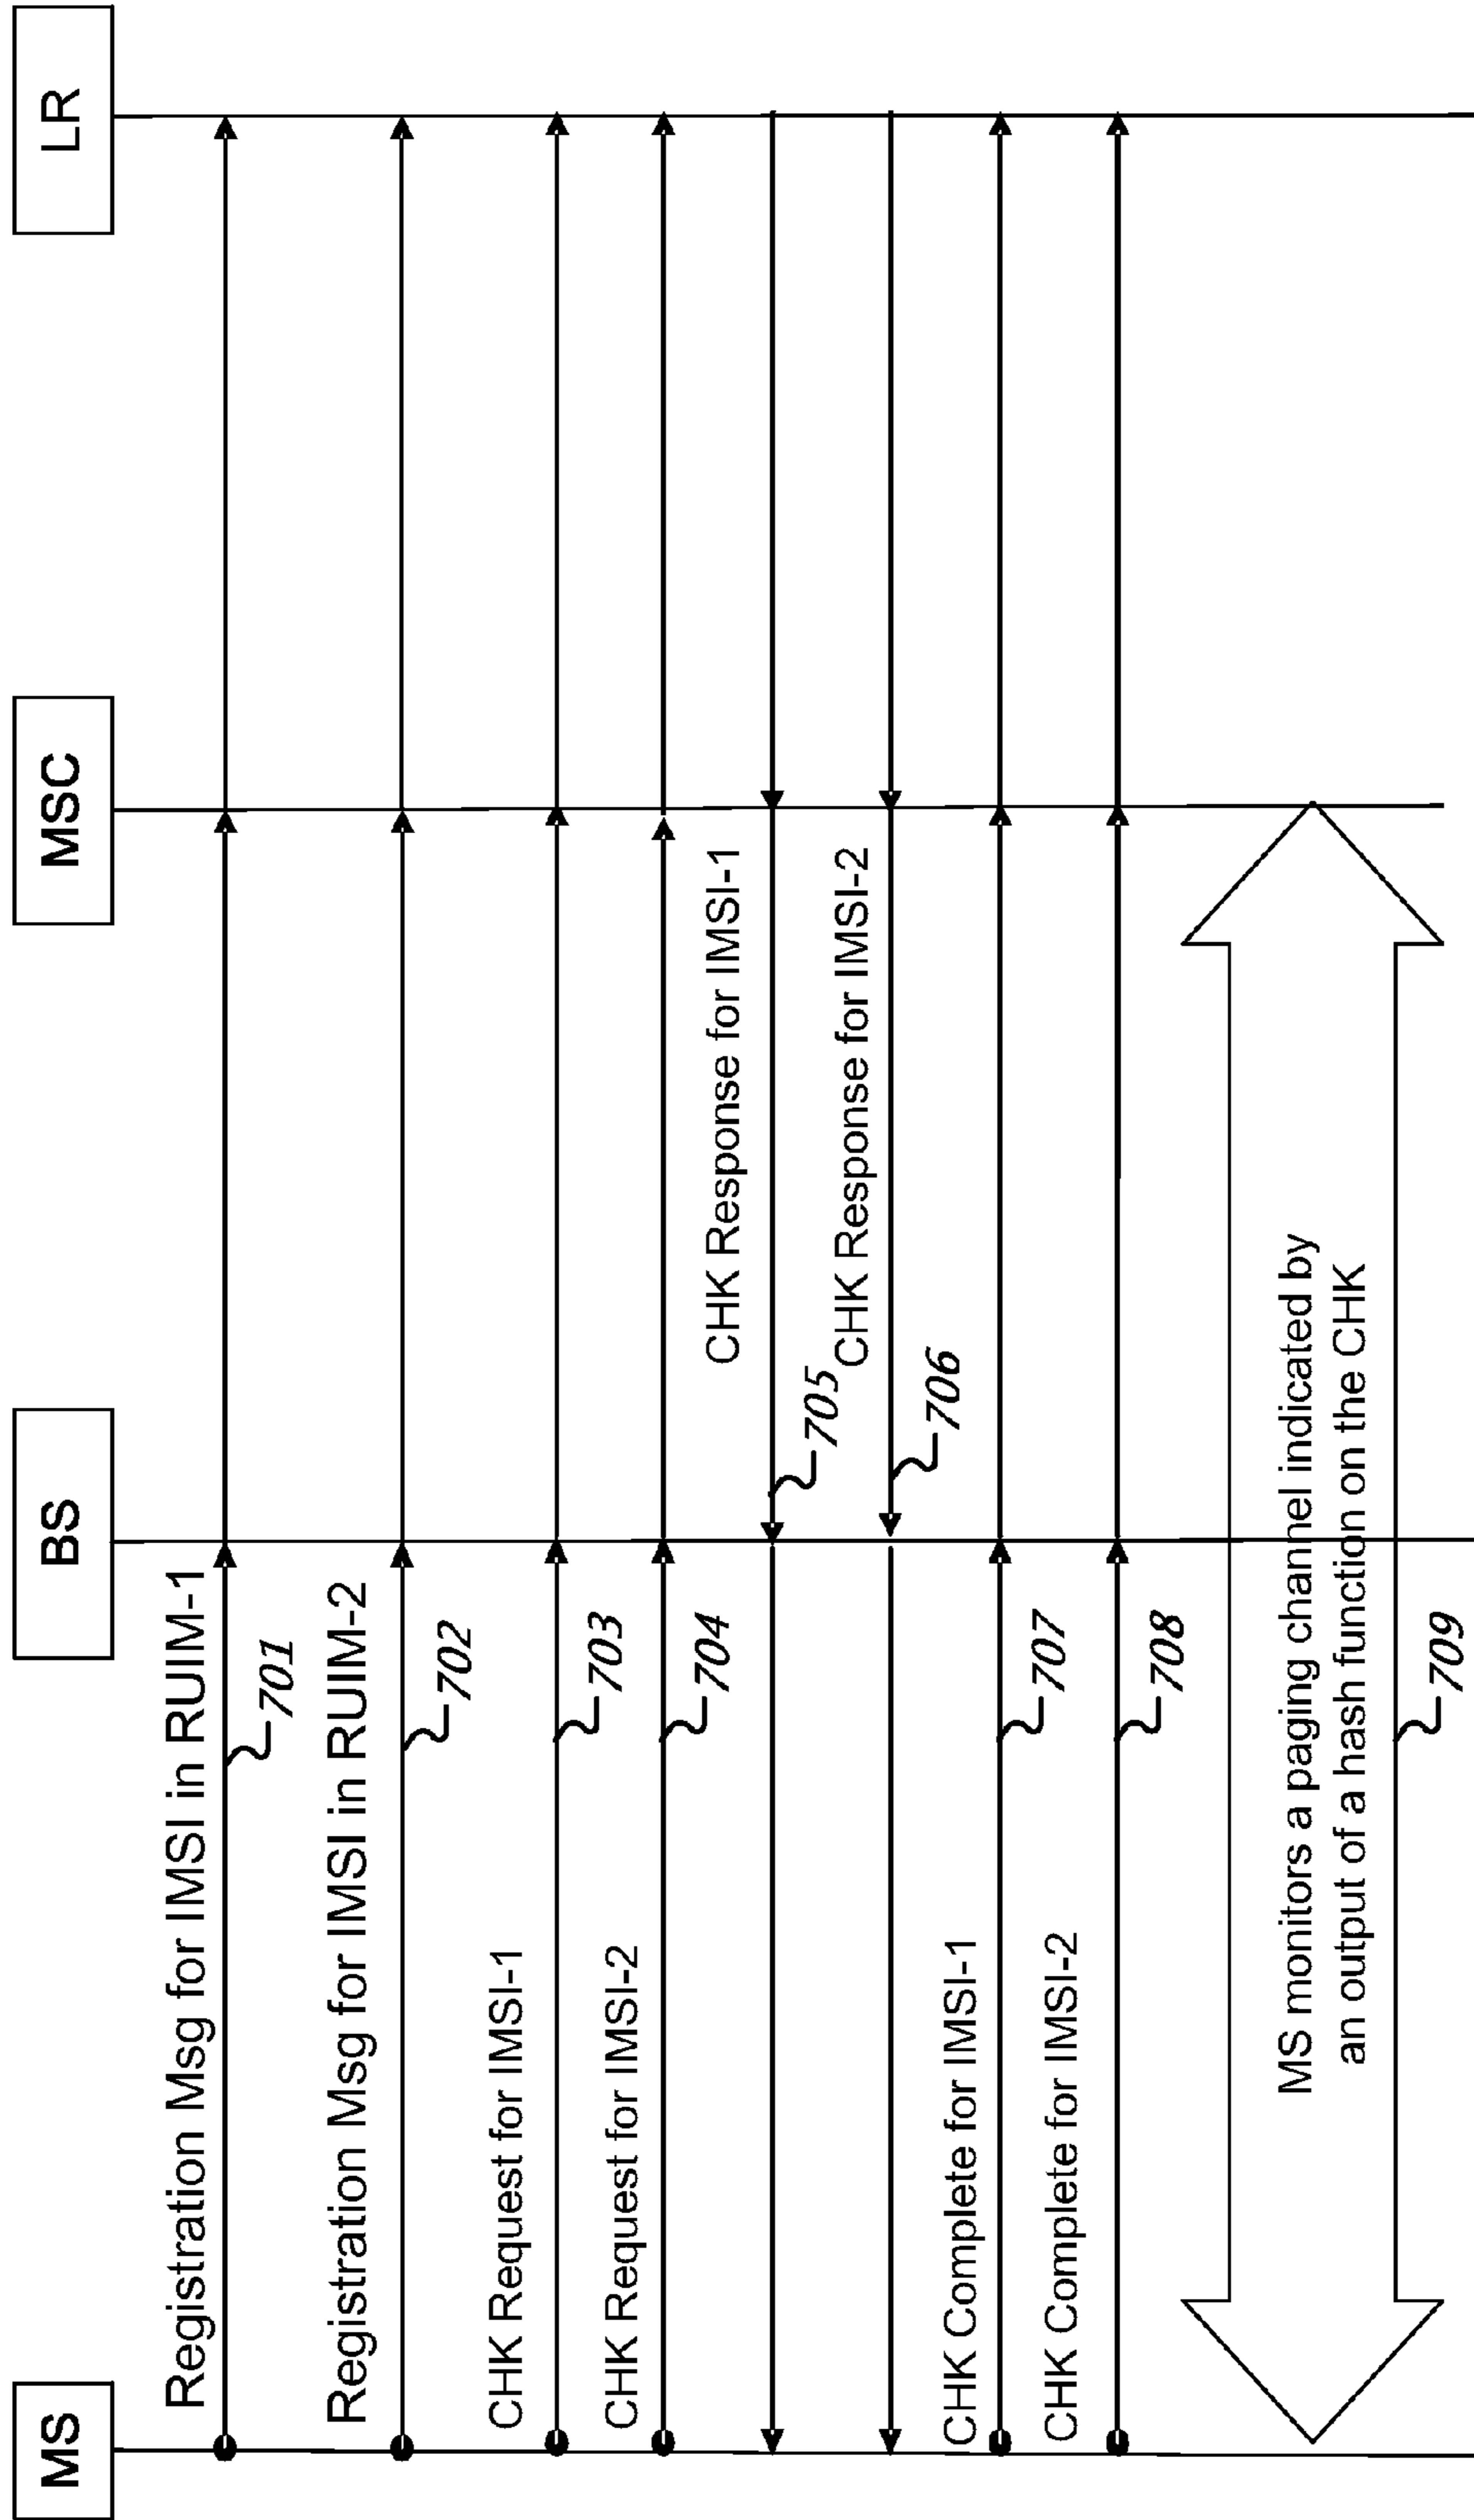 MS
BS
MSC
LR
Registration Msg for IMSI in RUIM-1
701
Registration Msg for IMSI in RUIM-2
702
CHK Request for IMSI-1
703
CHK Request for IMSI-2
704
CHK Response for IMSI-1
705
CHK Response for IMSI-2
706
CHK Complete for IMSI-1
707
CHK Complete for IMSI-2
708
MS monitors a paging channel indicated by
an output of a hash function on the CHK
709